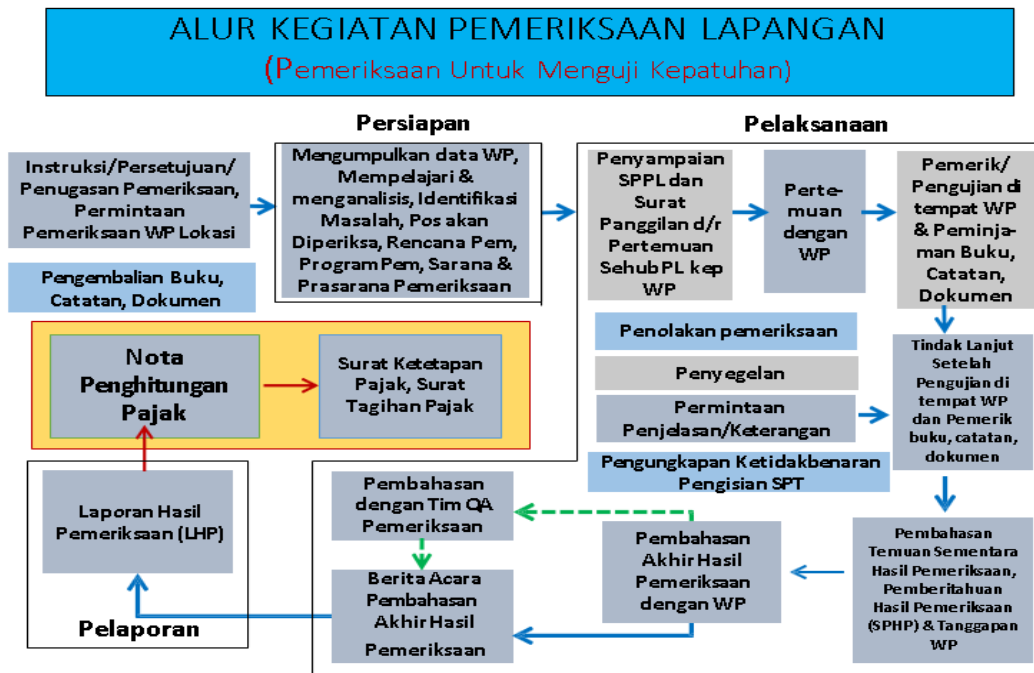 ALUR KEGIATAN PEMERIKSAAN LAPANGAN
(Pemeriksaan Untuk Menguji Kepatuhan)
Persiapan
Pelaksanaan
Instruksi/Persetujuan/
Penugasan Pemeriksaan,
Permintaan
Pemeriksaan WP Lokasi
Mengumpulkan data WP,
Mempelajari &
menganalisis, Identifikasi
Masalah, Pos akan
Diperiksa, Rencana Pem,
Program Pem, Sarana &
Prasarana Pemeriksaan
Penyampaian
SPPL dan
Surat
Panggilan d/r
Pertemuan
Sehub PL kep
WP
Perte-
muan
dengan
WP
Pemerik/
Pengujian di
tempat WP
& Peminja-
man Buku,
Catatan,
Dokumen
Pengembalian Buku,
Catatan, Dokumen
Nota
Penghitungan
Pajak
Surat Ketetapan
Pajak, Surat
Tagihan Pajak
Penolakan pemeriksaan
Penyegelan
Permintaan
Penjelasan/Keterangan
Pengungkapan Ketidakbenaran
Pengisian SPT
Tindak Lanjut
Setelah
Pengujian di
tempat WP
dan Pemerik
buku, catatan,
dokumen
Laporan Hasil
Pemeriksaan (LHP)
Pelaporan
Pembahasan
dengan Tim QA
Pemeriksaan
Berita Acara
Pembahasan
Akhir Hasil
Pemeriksaan
Pembahasan
Akhir Hasil
Pemeriksaan
dengan WP
Pembahasan
Temuan Sementara
Hasil Pemeriksaan,
Pemberitahuan
Hasil Pemeriksaan
(SPHP) & Tanggapan
WP